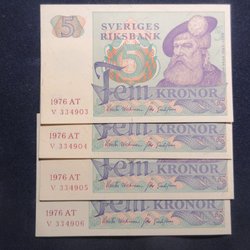 5
SVERIGES
RIKSBANK
5
1976 AT
V 334903
Fem KRONOR
1976 AT
V 334904
Fem KRONOR
1976 AT
V 334905
Fem KRONOR
1976 AT
V 334906
Fem KRONOR